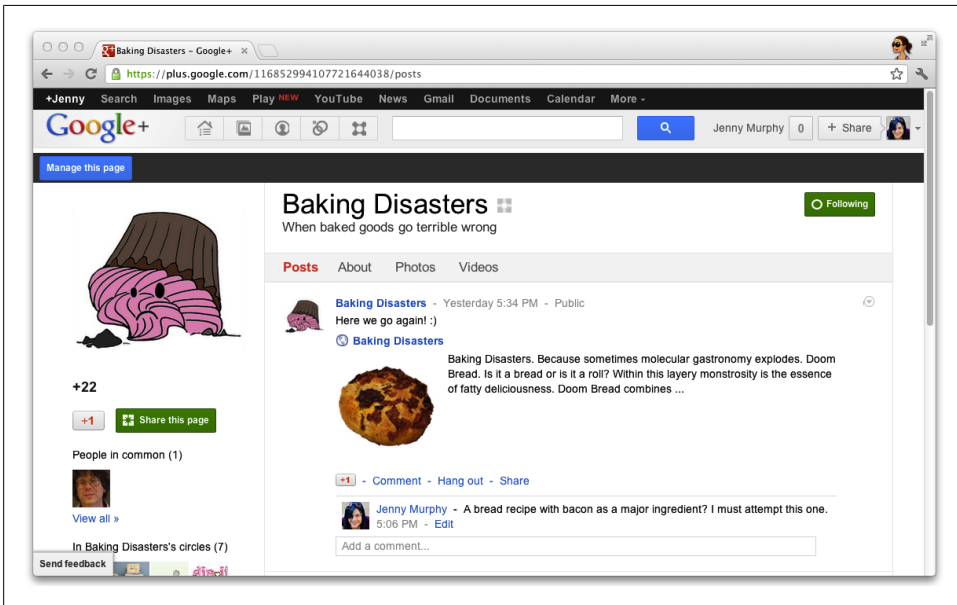 Baking Disasters – Google+ ×
https://plus.google.com/116852994107721644038/posts
+Jenny Search Images Maps Play NEW YouTube News Gmail Documents Calendar More -
Google+ Jenny Murphy 0 + Share
Manage this page
Baking Disasters
Following
When baked goods go terrible wrong
Posts About Photos Videos
Baking Disasters - Yesterday 5:34 PM - Public
Here we go again! :)
Baking Disasters
Baking Disasters. Because sometimes molecular gastronomy explodes. Doom
Bread. Is it a bread or is it a roll? Within this layery monstrosity is the essence
of fatty deliciousness. Doom Bread combines ...
+22
+1 Share this page
People in common (1)
View all »
In Baking Disasters's circles (7)
+1 - Comment - Hang out - Share
Jenny Murphy - A bread recipe with bacon as a major ingredient? I must attempt this one.
5:06 PM - Edit
Add a comment...
Send feedback